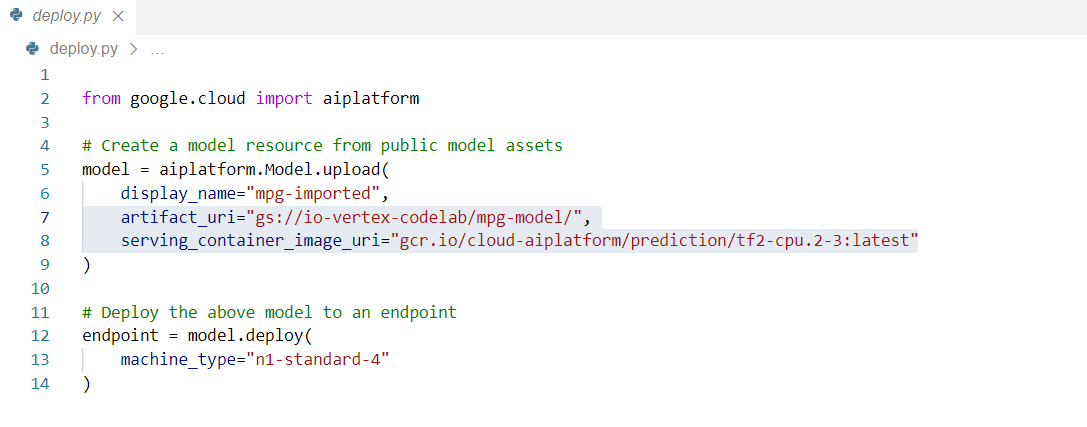 deploy.py ×
deploy.py > ...
1
2 from google.cloud import aiplatform
3
4 # Create a model resource from public model assets
5 model = aiplatform.Model.upload(
6     display_name="mpg-imported",
7     artifact_uri="gs://io-vertex-codelab/mpg-model/",
8     serving_container_image_uri="gcr.io/cloud-aiplatform/prediction/tf2-cpu.2-3:latest"
9 )
10
11 # Deploy the above model to an endpoint
12 endpoint = model.deploy(
13     machine_type="n1-standard-4"
14 )